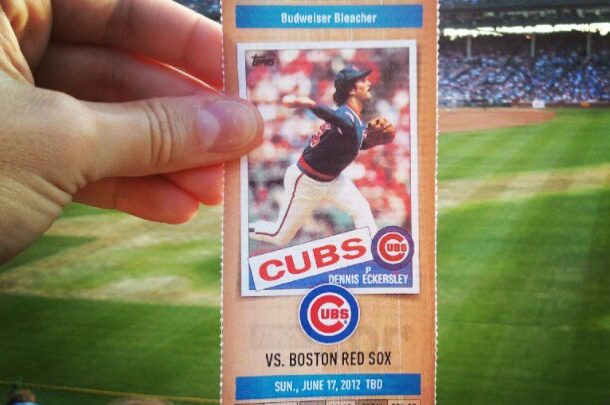 Budweiser Bleacher
Topps
CUBS
CUBS
P
DENNIS ECKERSLEY
CUBS
VS. BOSTON RED SOX
SUN., JUNE 17, 2012 TBD